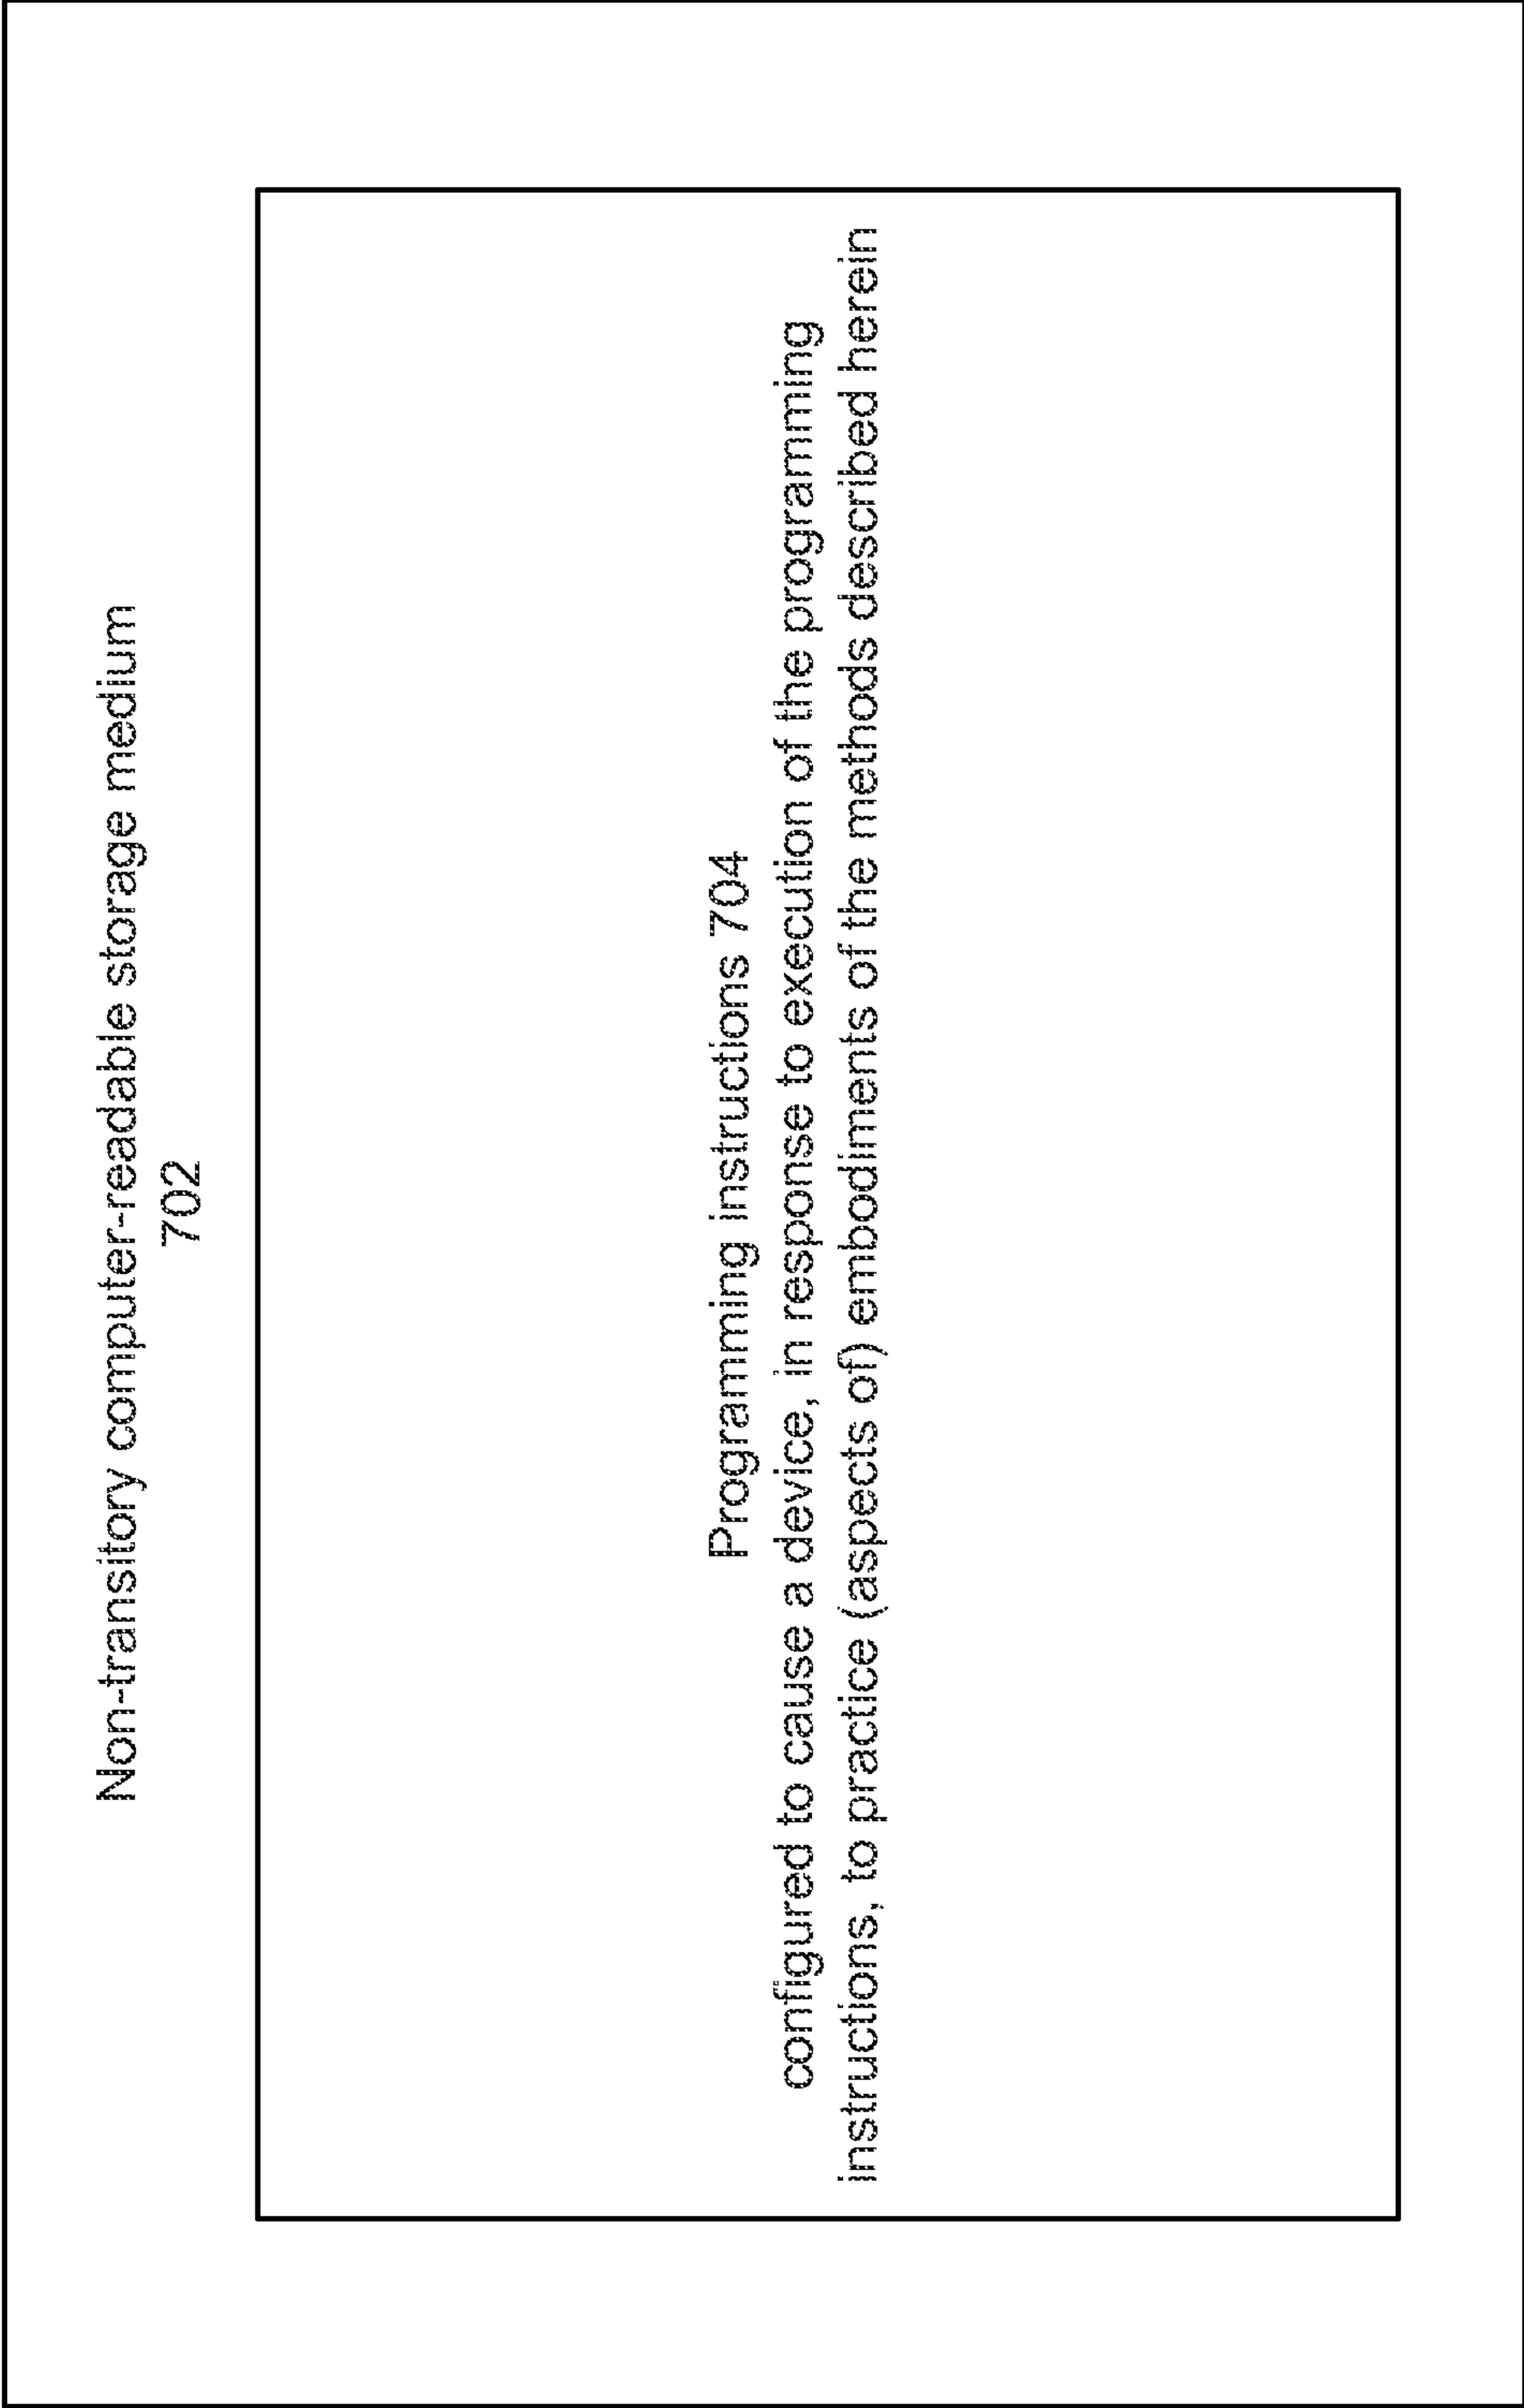 Non-transitory computer-readable storage medium
702
Programming instructions 704
configured to cause a device, in response to execution of the programming
instructions, to practice (aspects of) embodiments of the methods described herein